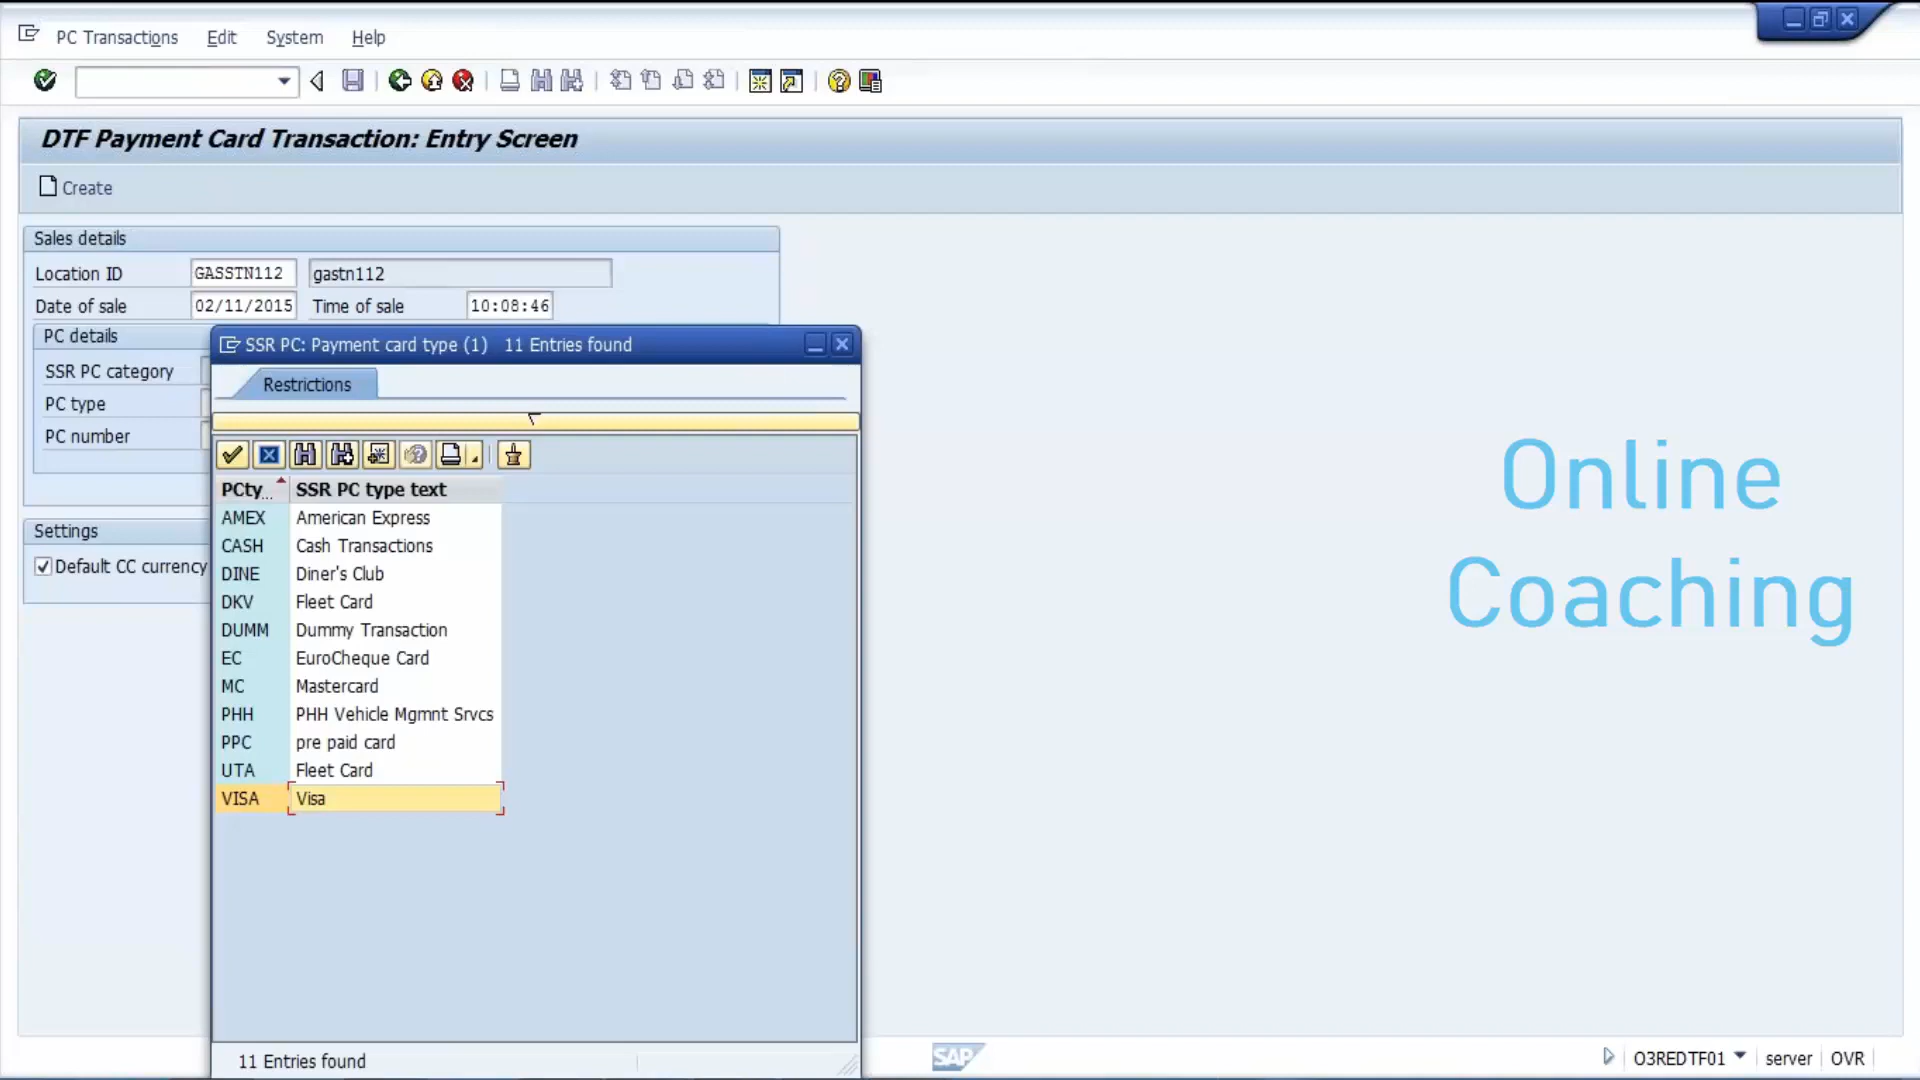 PC Transactions Edit System Help
DTF Payment Card Transaction: Entry Screen
Create
Sales details
Location ID GASSTN112 gastn112
Date of sale 02/11/2015 Time of sale 10:08:46
PC details
SSR PC category
PC type
PC number
Settings
Default CC currency
SSR PC: Payment card type (1) 11 Entries found
Restrictions
PCty... SSR PC type text
AMEX American Express
CASH Cash Transactions
DINE Diner's Club
DKV Fleet Card
DUMM Dummy Transaction
EC EuroCheque Card
MC Mastercard
PHH PHH Vehicle Mgmnt Srvcs
PPC pre paid card
UTA Fleet Card
VISA Visa
11 Entries found
Online
Coaching
SAP
O3REDTF01 server OVR